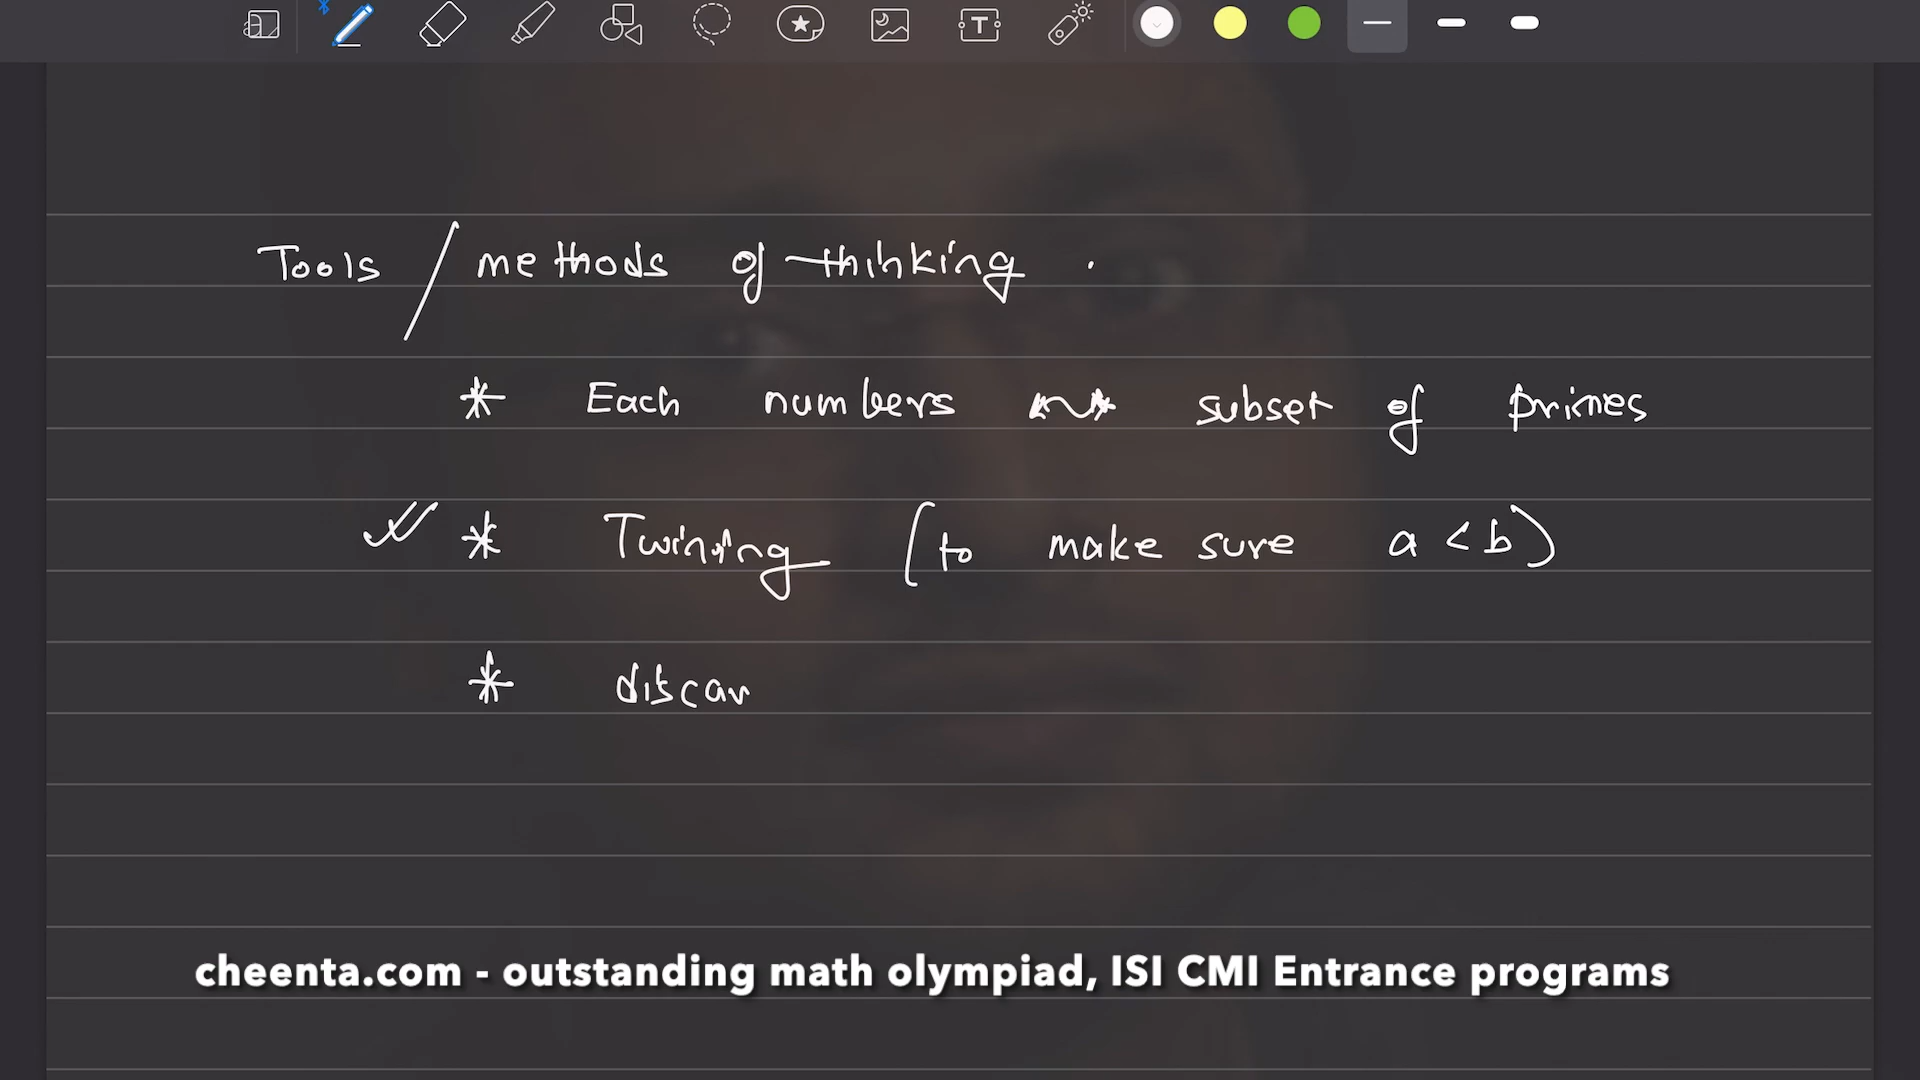 Tools / methods of thinking .
* Each numbers subset of primes
* Twining (to make sure a < b)
* discar
cheenta.com - outstanding math olympiad, ISI CMI Entrance programs